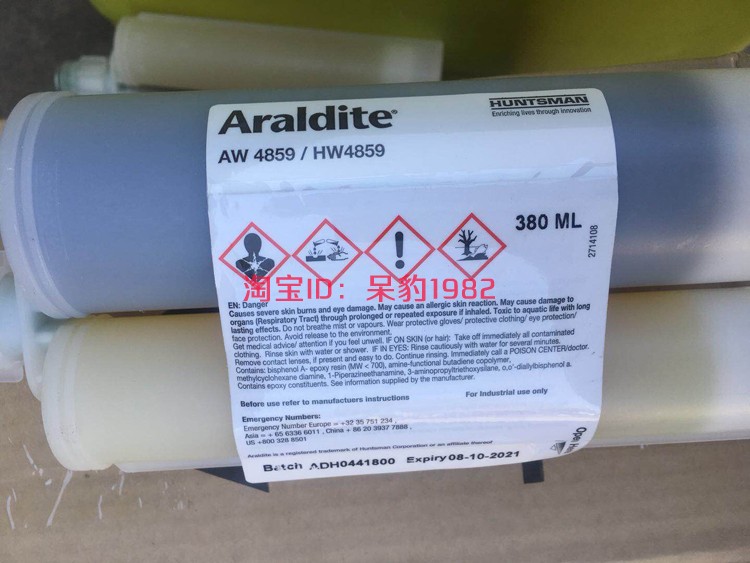 Araldite®
HUNTSMAN
Enriching lives through innovation
AW 4859 / HW4859
380 ML
2714108
淘宝ID：呆豹1982
EN: Danger
Causes severe skin burns and eye damage. May cause an allergic skin reaction. May cause damage to
organs (Respiratory Tract) through prolonged or repeated exposure if inhaled. Toxic to aquatic life with long
lasting effects. Do not breathe mist or vapours. Wear protective gloves/ protective clothing/ eye protection/
face protection. Avoid release to the environment.
Get medical advice/ attention if you feel unwell. IF ON SKIN (or hair): Take off immediately all contaminated
clothing. Rinse skin with water or shower. IF IN EYES: Rinse cautiously with water for several minutes.
Remove contact lenses, if present and easy to do. Continue rinsing. Immediately call a POISON CENTER/doctor.
Contains: bisphenol A- epoxy resin (MW < 700), amine-functional butadiene copolymer,
methylcyclohexane diamine, 1-Piperazineethanamine, 3-aminopropyltriethoxysilane, o,o'-diallylbisphenol a.
Contains epoxy constituents. See information supplied by the manufacturer.
Before use refer to manufactuers instructions
For Industrial use only
Emergency Numbers:
Emergency Number Europe = +32 35 751 234 ,
Asia = + 65 6336 6011 , China + 86 20 3937 7888 ,
US +800 328 8501
Araldite is a registered trademark of Huntsman Corporation or an affiliate thereof
Batch ADH0441800 Expiry 08-10-2021